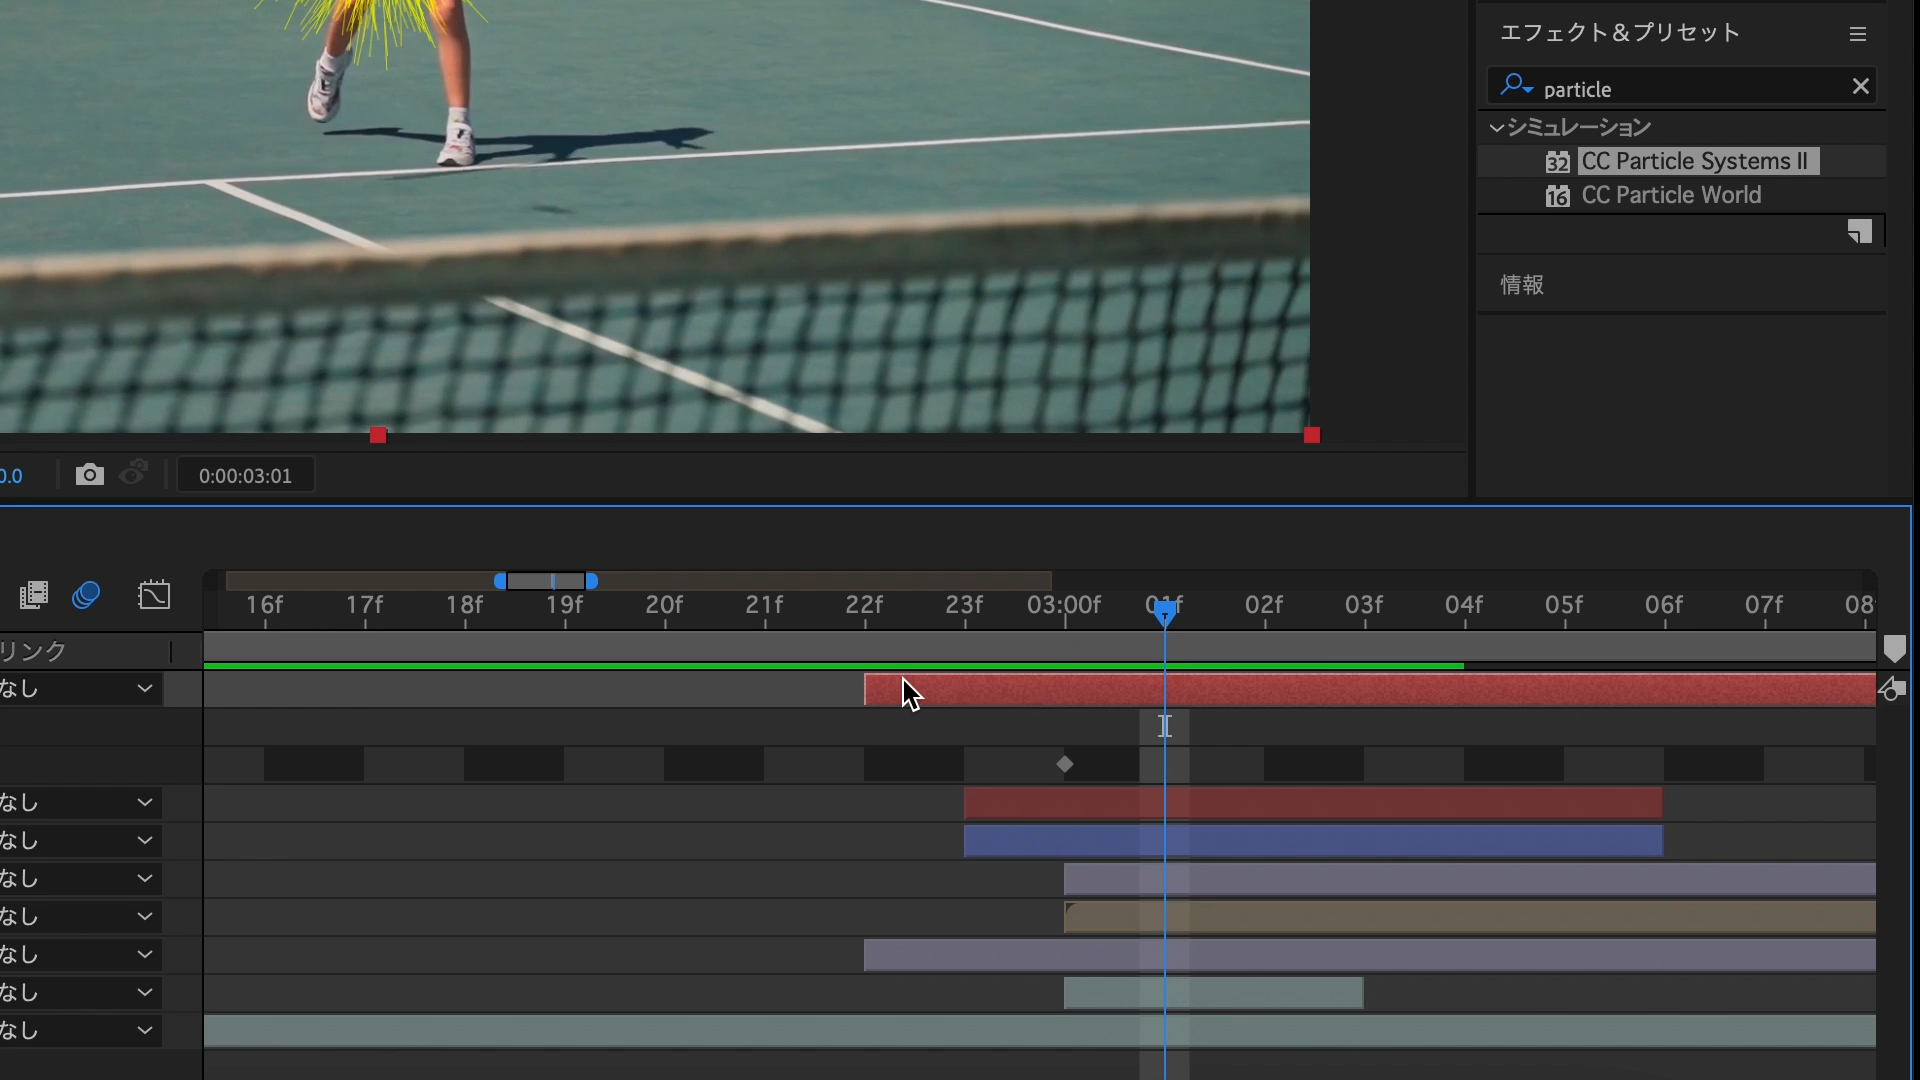 エフェクト＆プリセット
particle
シミュレーション
32 CC Particle Systems II
16 CC Particle World
情報
0.0
0:00:03:01
16f 17f 18f 19f 20f 21f 22f 23f 03:00f 01f 02f 03f 04f 05f 06f 07f 08
リンク
なし
なし
なし
なし
なし
なし
なし
なし